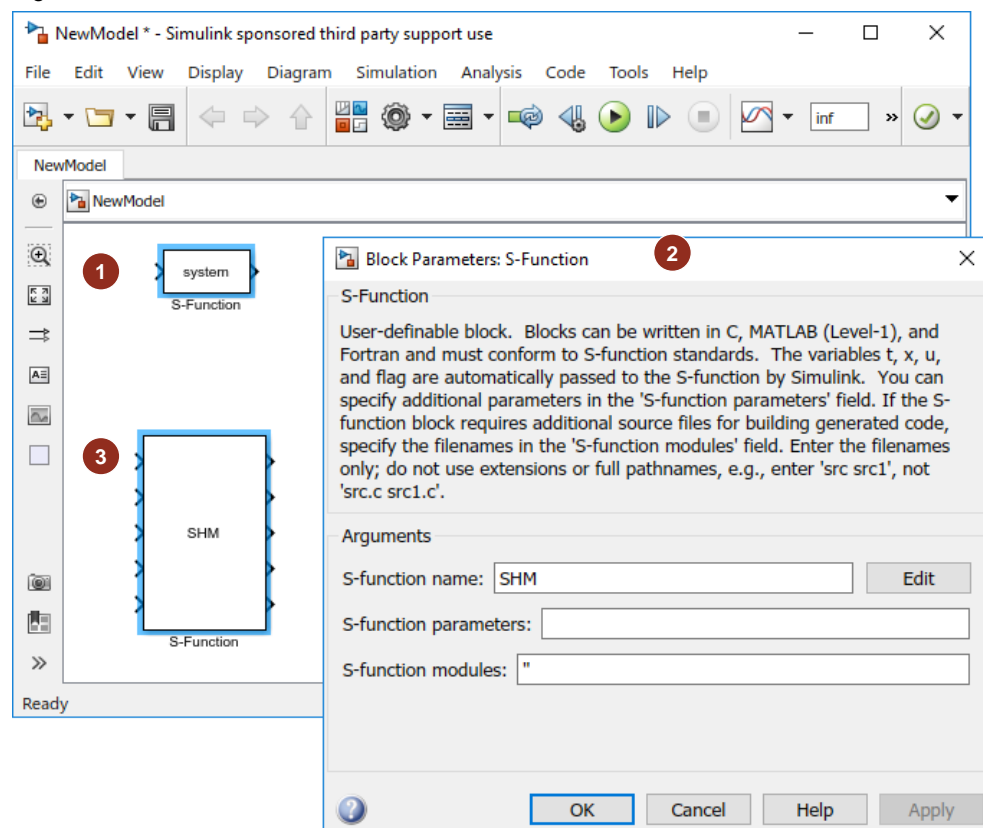 NewModel * - Simulink sponsored third party support use
File Edit View Display Diagram Simulation Analysis Code Tools Help
inf »
NewModel
NewModel
1
system
S-Function
3
SHM
S-Function
Ready
Block Parameters: S-Function
2
S-Function
User-definable block. Blocks can be written in C, MATLAB (Level-1), and
Fortran and must conform to S-function standards. The variables t, x, u,
and flag are automatically passed to the S-function by Simulink. You can
specify additional parameters in the 'S-function parameters' field. If the S-
function block requires additional source files for building generated code,
specify the filenames in the 'S-function modules' field. Enter the filenames
only; do not use extensions or full pathnames, e.g., enter 'src src1', not
'src.c src1.c'.
Arguments
S-function name: SHM Edit
S-function parameters:
S-function modules: ''
OK Cancel Help Apply